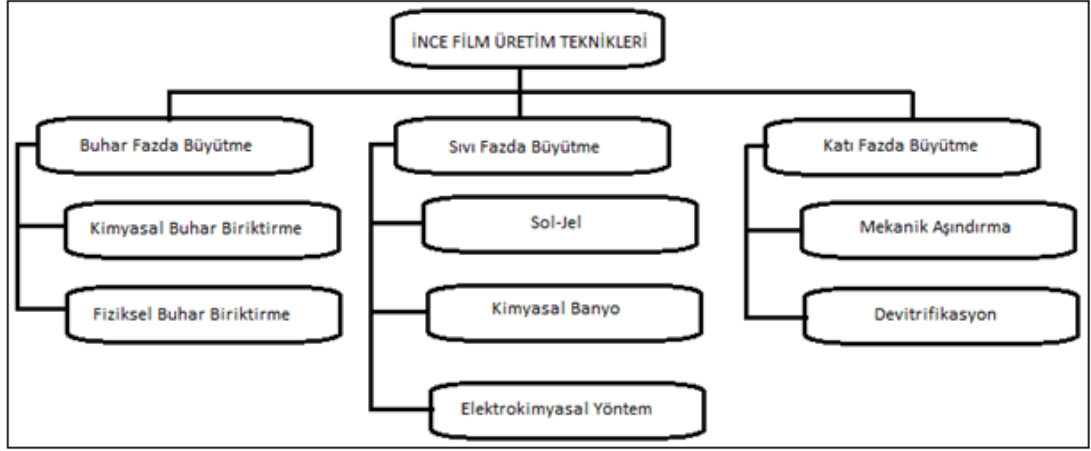 İNCE FİLM ÜRETİM TEKNİKLERİ
Buhar Fazda Büyütme
Kimyasal Buhar Biriktirme
Fiziksel Buhar Biriktirme
Sıvı Fazda Büyütme
Sol-Jel
Kimyasal Banyo
Elektrokimyasal Yöntem
Katı Fazda Büyütme
Mekanik Aşındırma
Devitrifikasyon